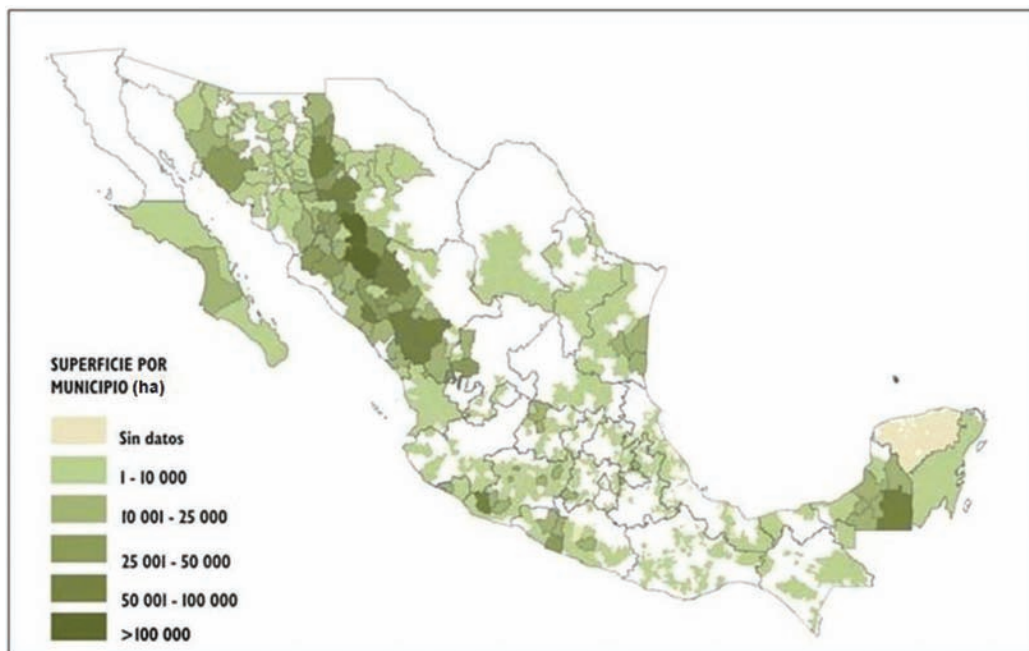 SUPERFICIE POR
MUNICIPIO (ha)
Sin datos
1 - 10 000
10 001 - 25 000
25 001 - 50 000
50 001 - 100 000
>100 000